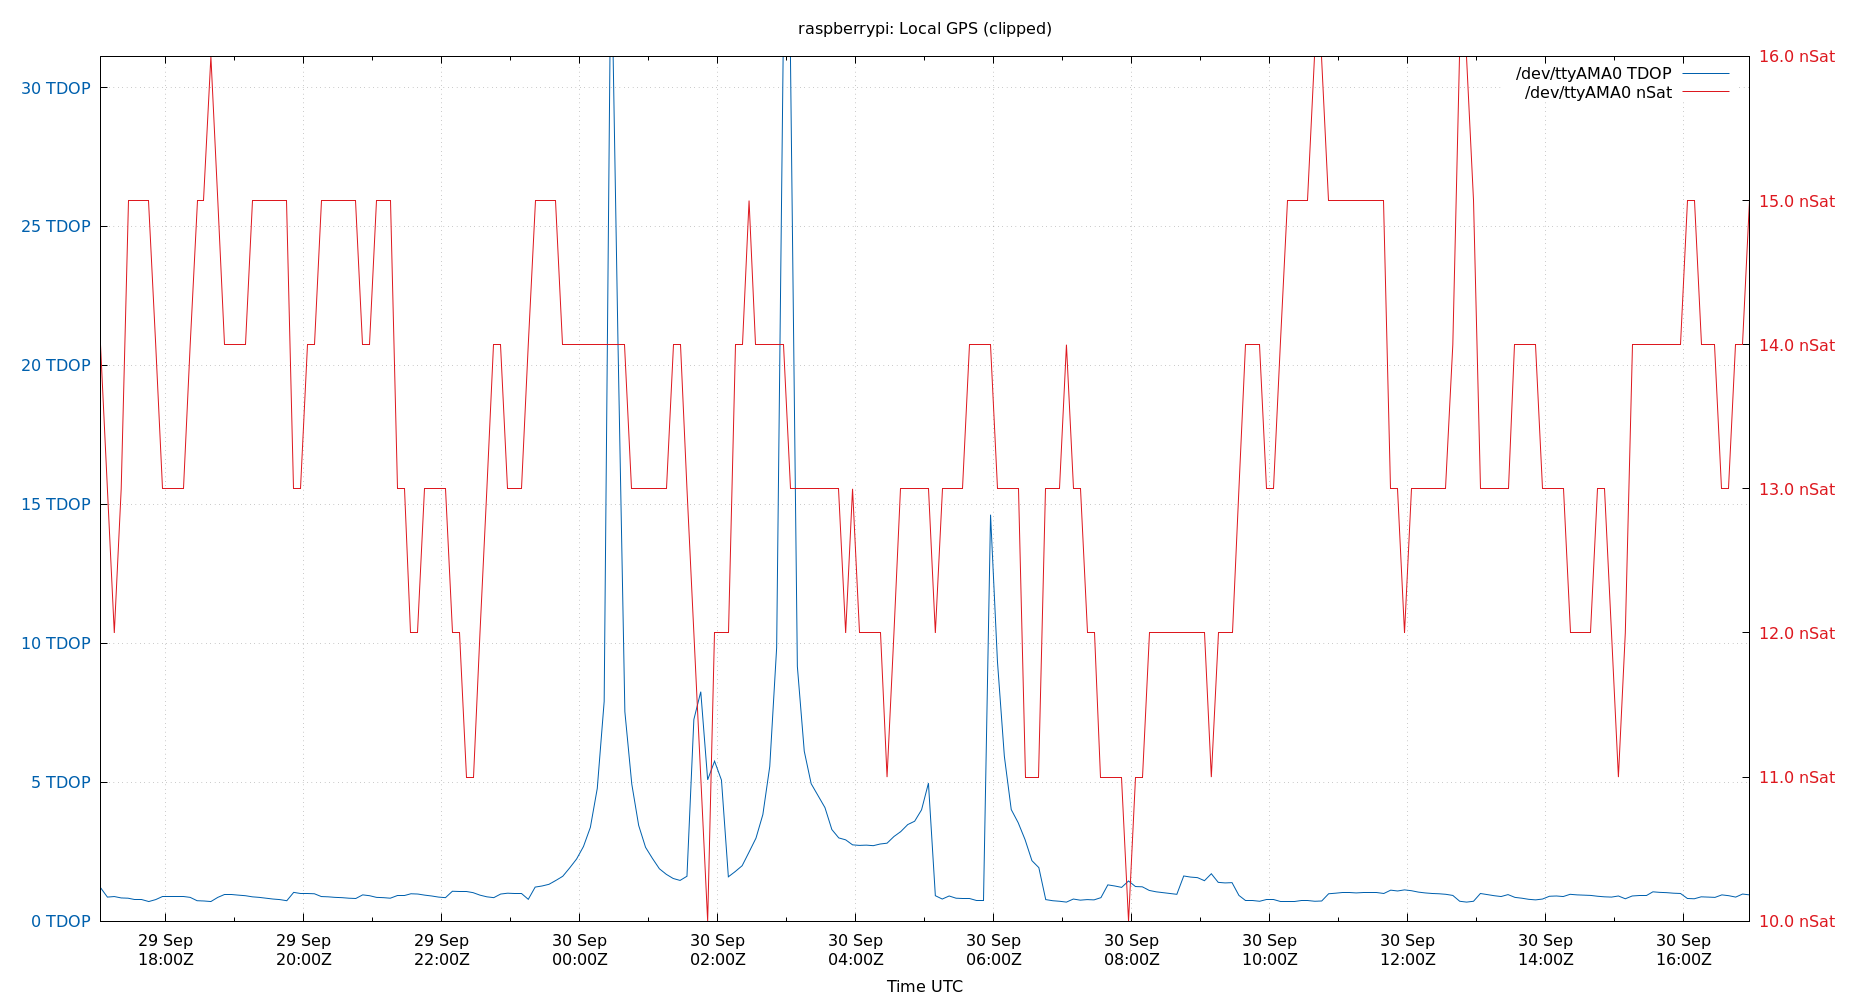 raspberrypi: Local GPS (clipped)
/dev/ttyAMA0 TDOP
/dev/ttyAMA0 nSat
30 TDOP
25 TDOP
20 TDOP
15 TDOP
10 TDOP
5 TDOP
0 TDOP
16.0 nSat
15.0 nSat
14.0 nSat
13.0 nSat
12.0 nSat
11.0 nSat
10.0 nSat
29 Sep
18:00Z
29 Sep
20:00Z
29 Sep
22:00Z
30 Sep
00:00Z
30 Sep
02:00Z
30 Sep
04:00Z
30 Sep
06:00Z
30 Sep
08:00Z
30 Sep
10:00Z
30 Sep
12:00Z
30 Sep
14:00Z
30 Sep
16:00Z
Time UTC